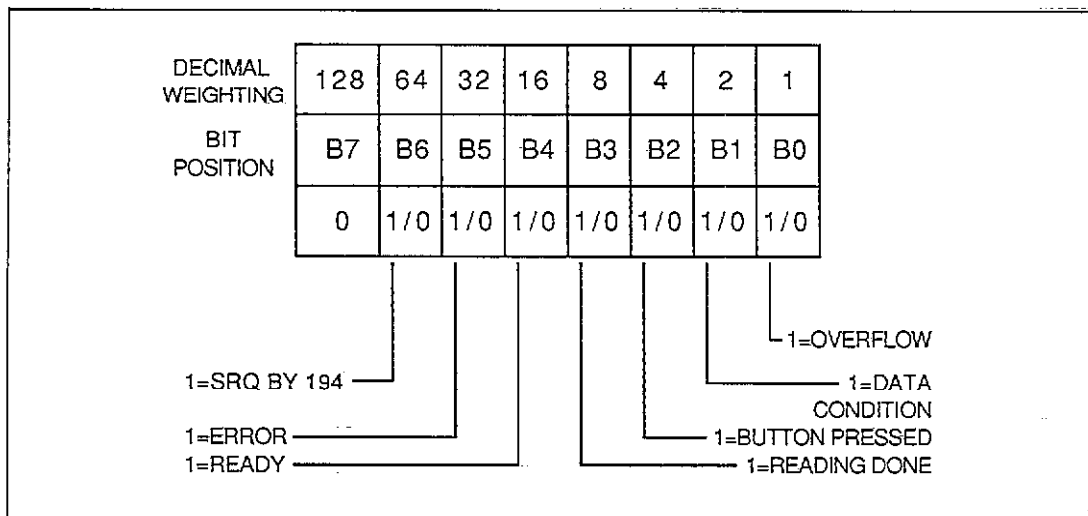 DECIMAL
WEIGHTING
128 64 32 16 8 4 2 1
BIT
POSITION
B7 B6 B5 B4 B3 B2 B1 B0
0 1/0 1/0 1/0 1/0 1/0 1/0 1/0
1=OVERFLOW
1=SRQ BY 194
1=DATA
CONDITION
1=ERROR
1=BUTTON PRESSED
1=READY
1=READING DONE